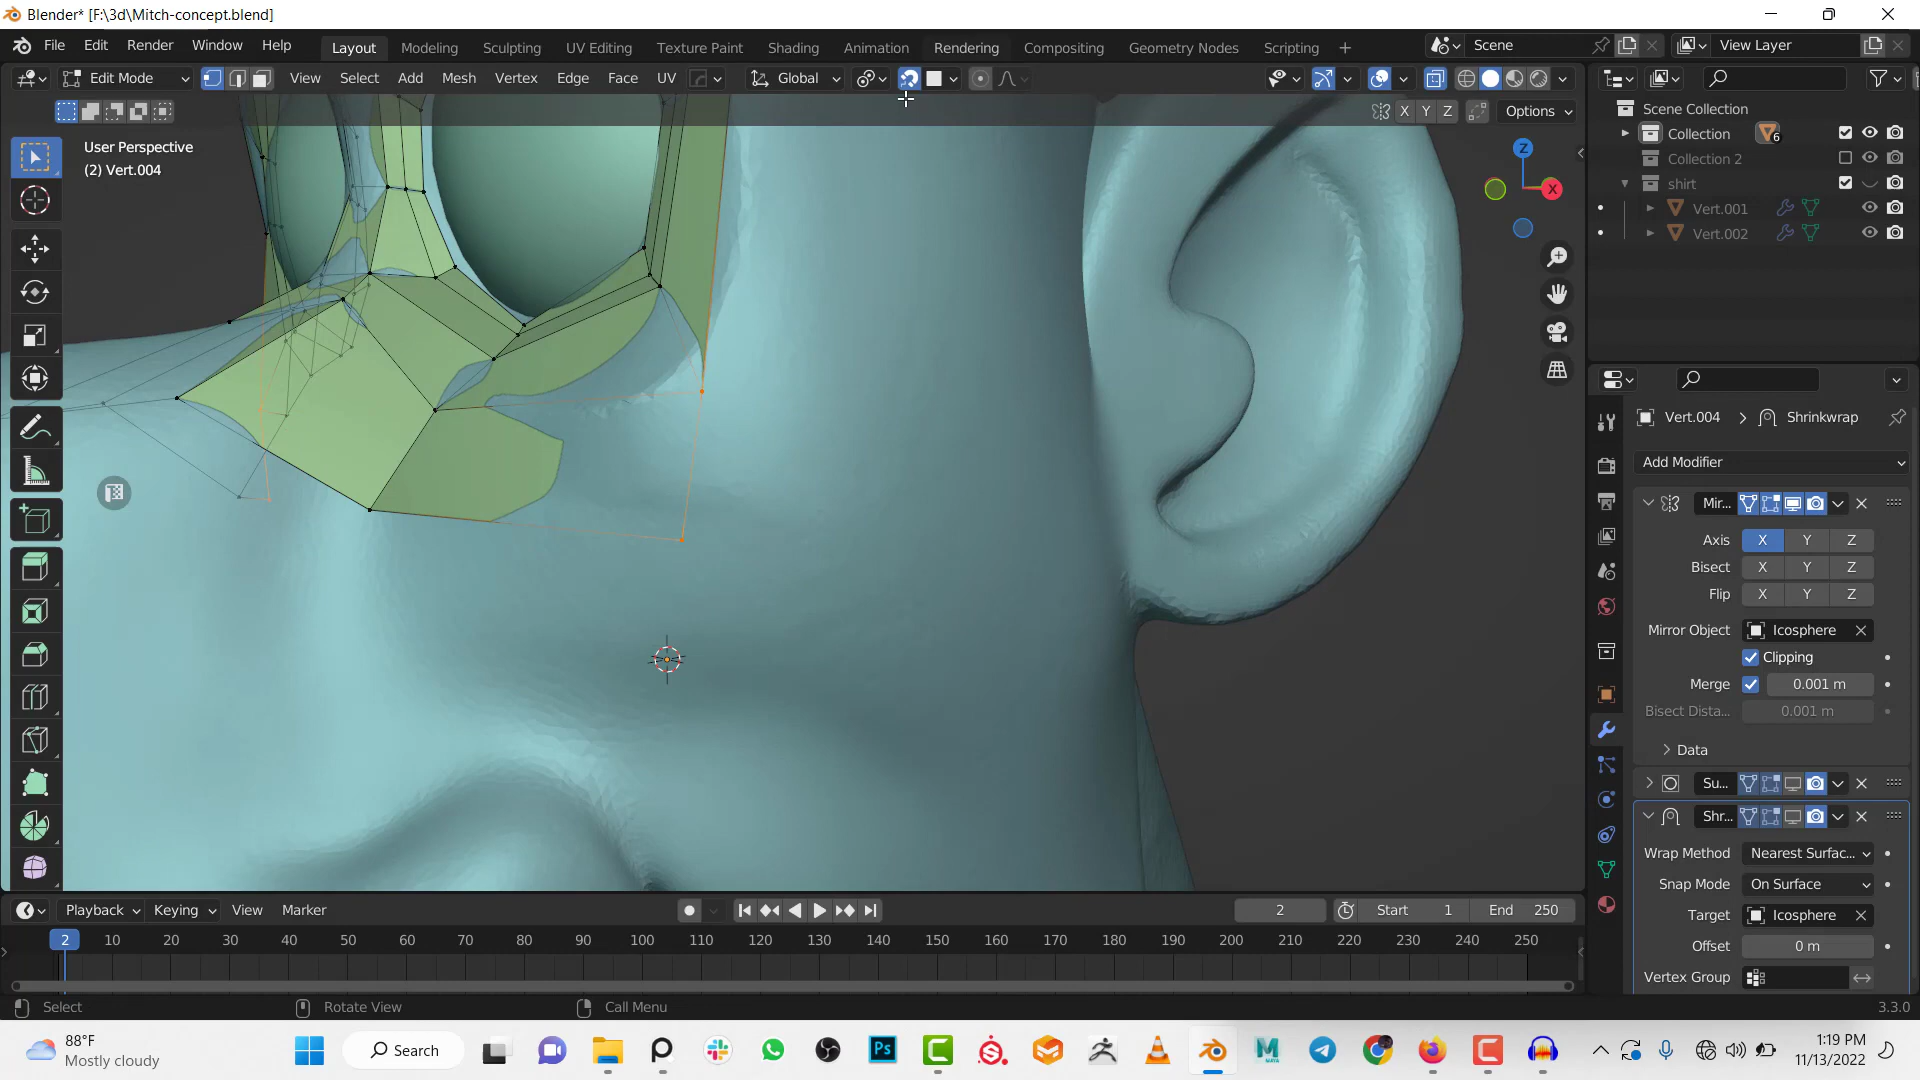 Blender* [F:\3d\Mitch-concept.blend]
File Edit Render Window Help Layout Modeling Sculpting UV Editing Texture Paint Shading Animation Rendering Compositing Geometry Nodes Scripting + Scene View Layer
Edit Mode View Select Add Mesh Vertex Edge Face UV Global
X Y Z Options
User Perspective
(2) Vert.004
Z
X
Scene Collection
Collection 6
Collection 2
shirt
Vert.001
Vert.002
Vert.004 > Shrinkwrap
Add Modifier
Mir...
Axis X Y Z
Bisect X Y Z
Flip X Y Z
Mirror Object Icosphere
Clipping
Merge 0.001 m
Bisect Dista... 0.001 m
Data
Su...
Shr...
Wrap Method Nearest Surfac...
Snap Mode On Surface
Target Icosphere
Offset 0 m
Vertex Group
Playback Keying View Marker 2 Start 1 End 250
2 10 20 30 40 50 60 70 80 90 100 110 120 130 140 150 160 170 180 190 200 210 220 230 240 250
Select Rotate View Call Menu 3.3.0
88°F
Mostly cloudy
Search
Ps
1:19 PM
11/13/2022